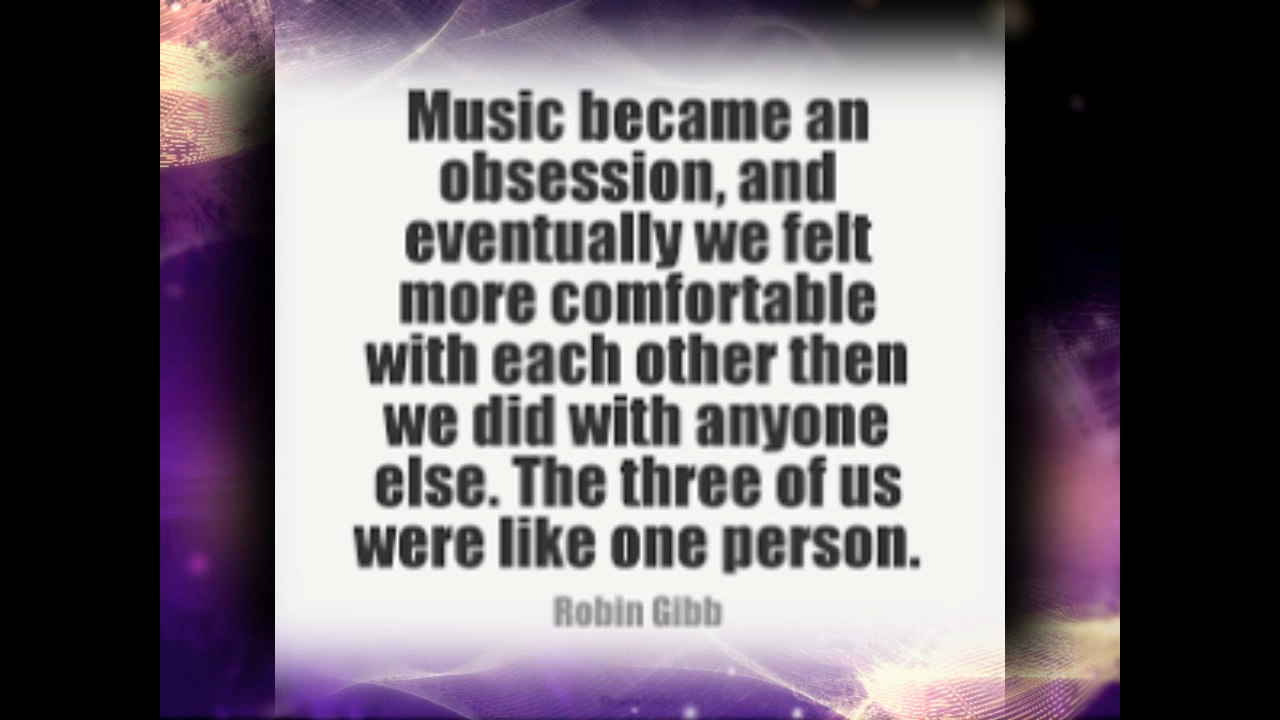 Music became an
obsession, and
eventually we felt
more comfortable
with each other then
we did with anyone
else. The three of us
were like one person.
Robin Gibb